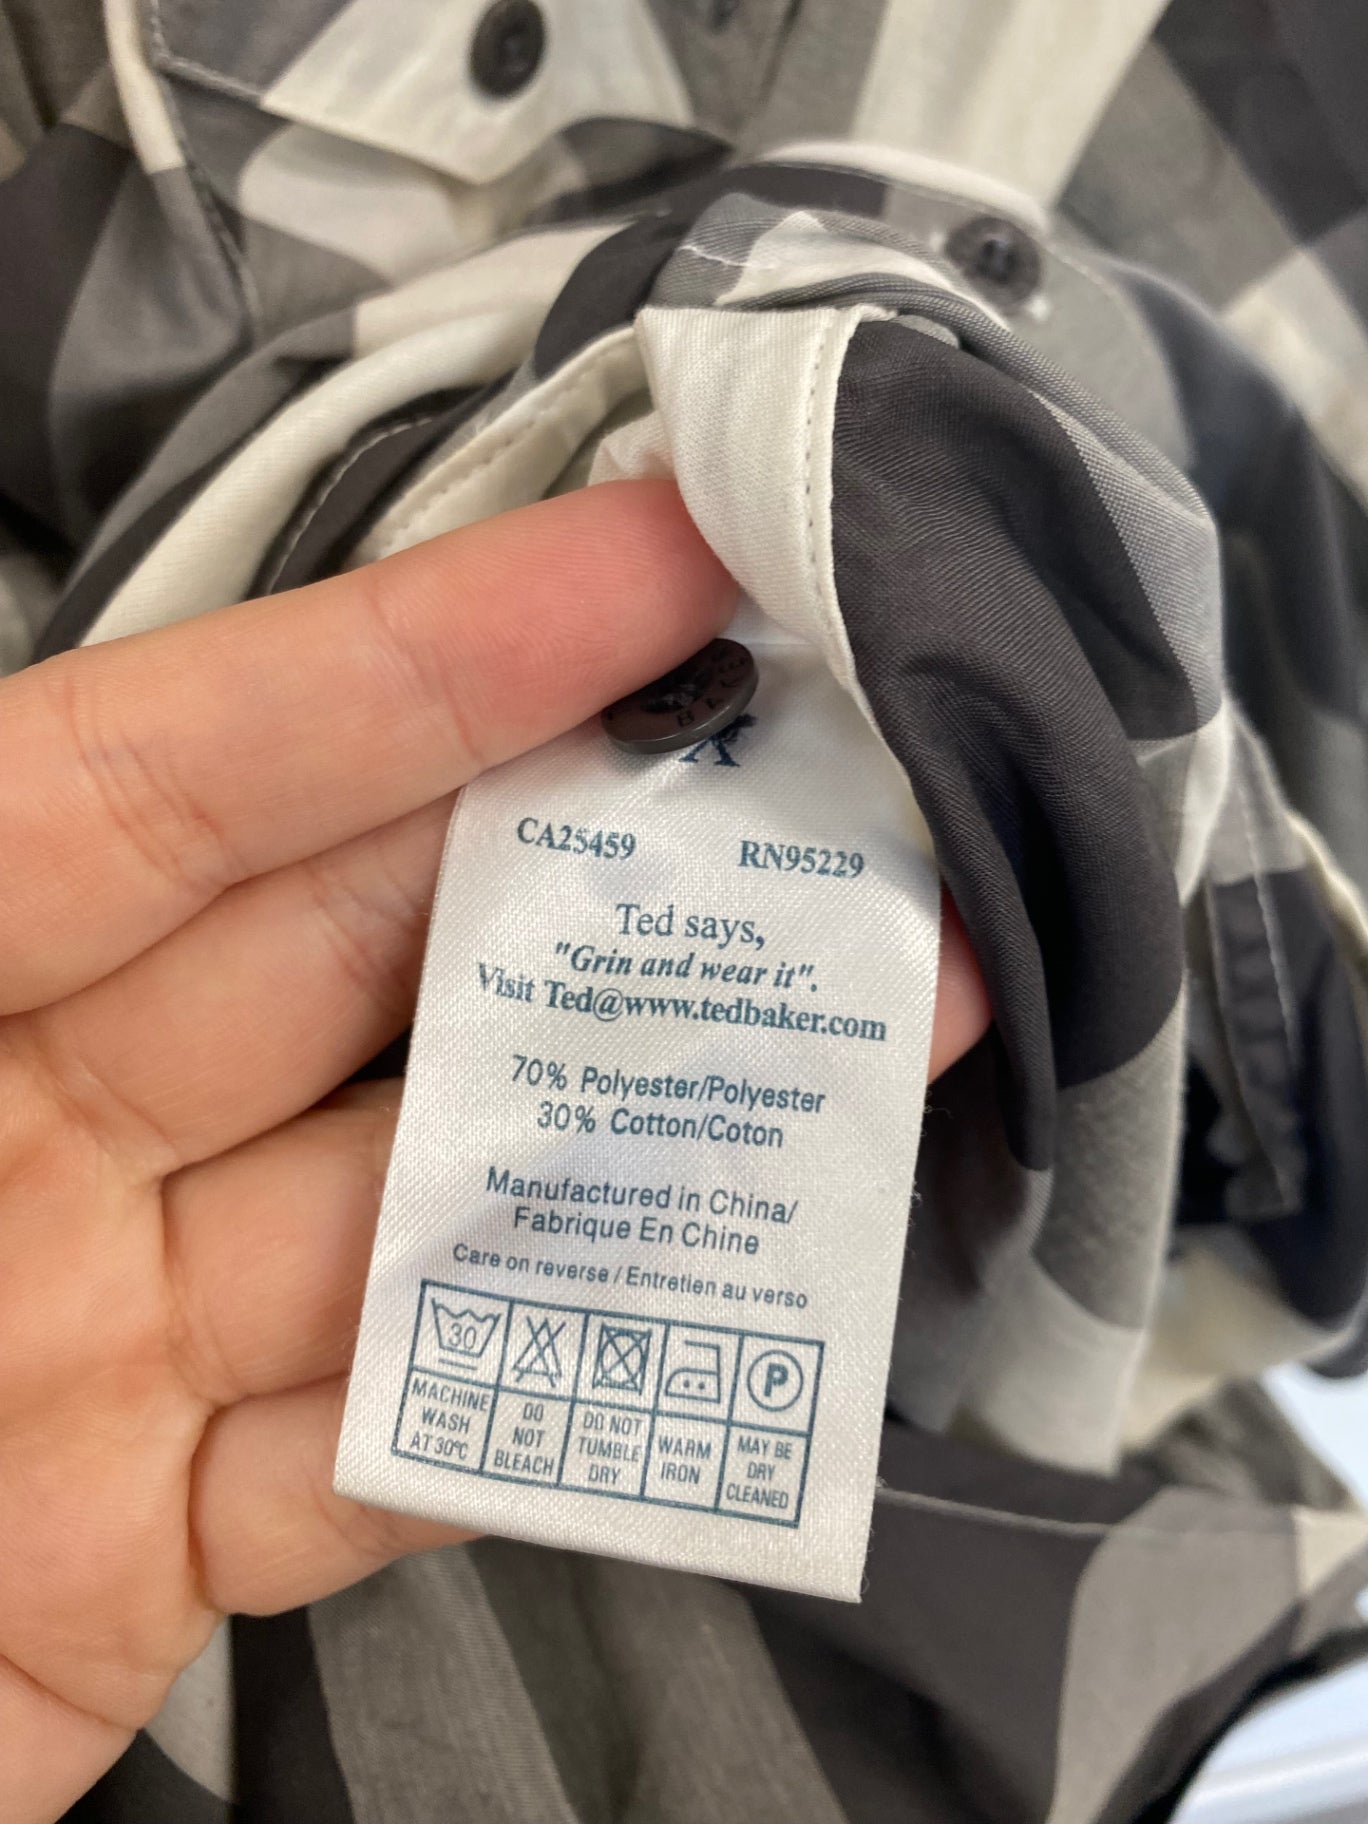 BAKE
CA25459 RN95229
Ted says,
"Grin and wear it".
Visit Ted@www.tedbaker.com
70% Polyester/Polyester
30% Cotton/Coton
Manufactured in China/
Fabrique En Chine
Care on reverse / Entretien au verso
30 P
MACHINE WASH AT 30°C
DO NOT BLEACH
DO NOT TUMBLE DRY
WARM IRON
MAY BE DRY CLEANED